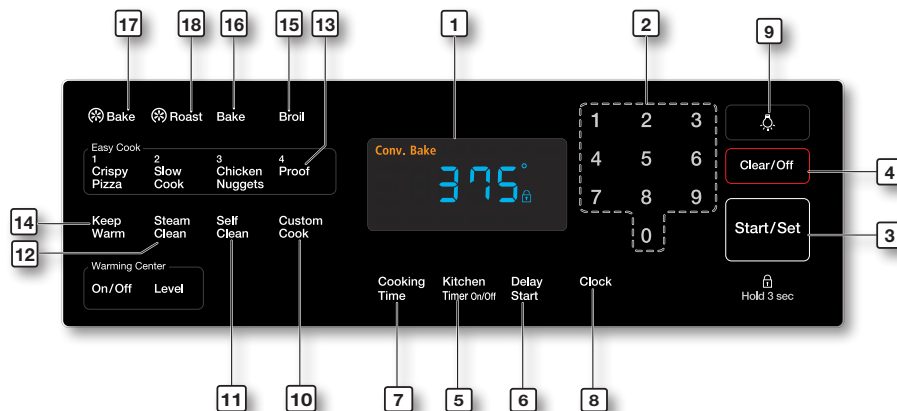 17
18
16
15
13
1
2
9
Bake
Roast
Bake
Broil
Easy Cook
1
Crispy
Pizza
2
Slow
Cook
3
Chicken
Nuggets
4
Proof
Conv. Bake
375°
1 2 3
4 5 6
7 8 9
0
Clear/Off
4
Start/Set
3
Hold 3 sec
14
Keep
Warm
Steam
Clean
Self
Clean
Custom
Cook
12
Warming Center
On/Off
Level
Cooking
Time
Kitchen
Timer On/Off
Delay
Start
Clock
11
10
7
5
6
8